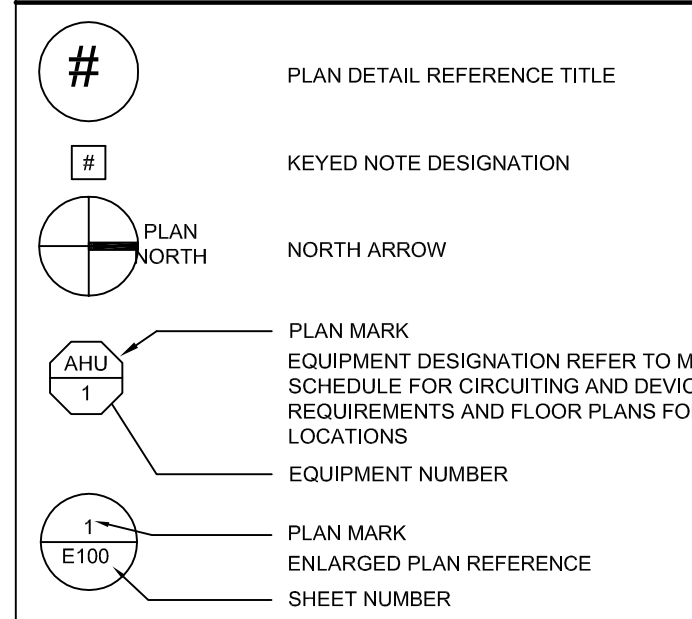 #
PLAN DETAIL REFERENCE TITLE
#
KEYED NOTE DESIGNATION
PLAN
NORTH
NORTH ARROW
AHU
1
PLAN MARK
EQUIPMENT DESIGNATION REFER TO
SCHEDULE FOR CIRCUITING AND
REQUIREMENTS AND FLOOR PLANS
LOCATIONS
EQUIPMENT NUMBER
1
E100
PLAN MARK
ENLARGED PLAN REFERENCE
SHEET NUMBER